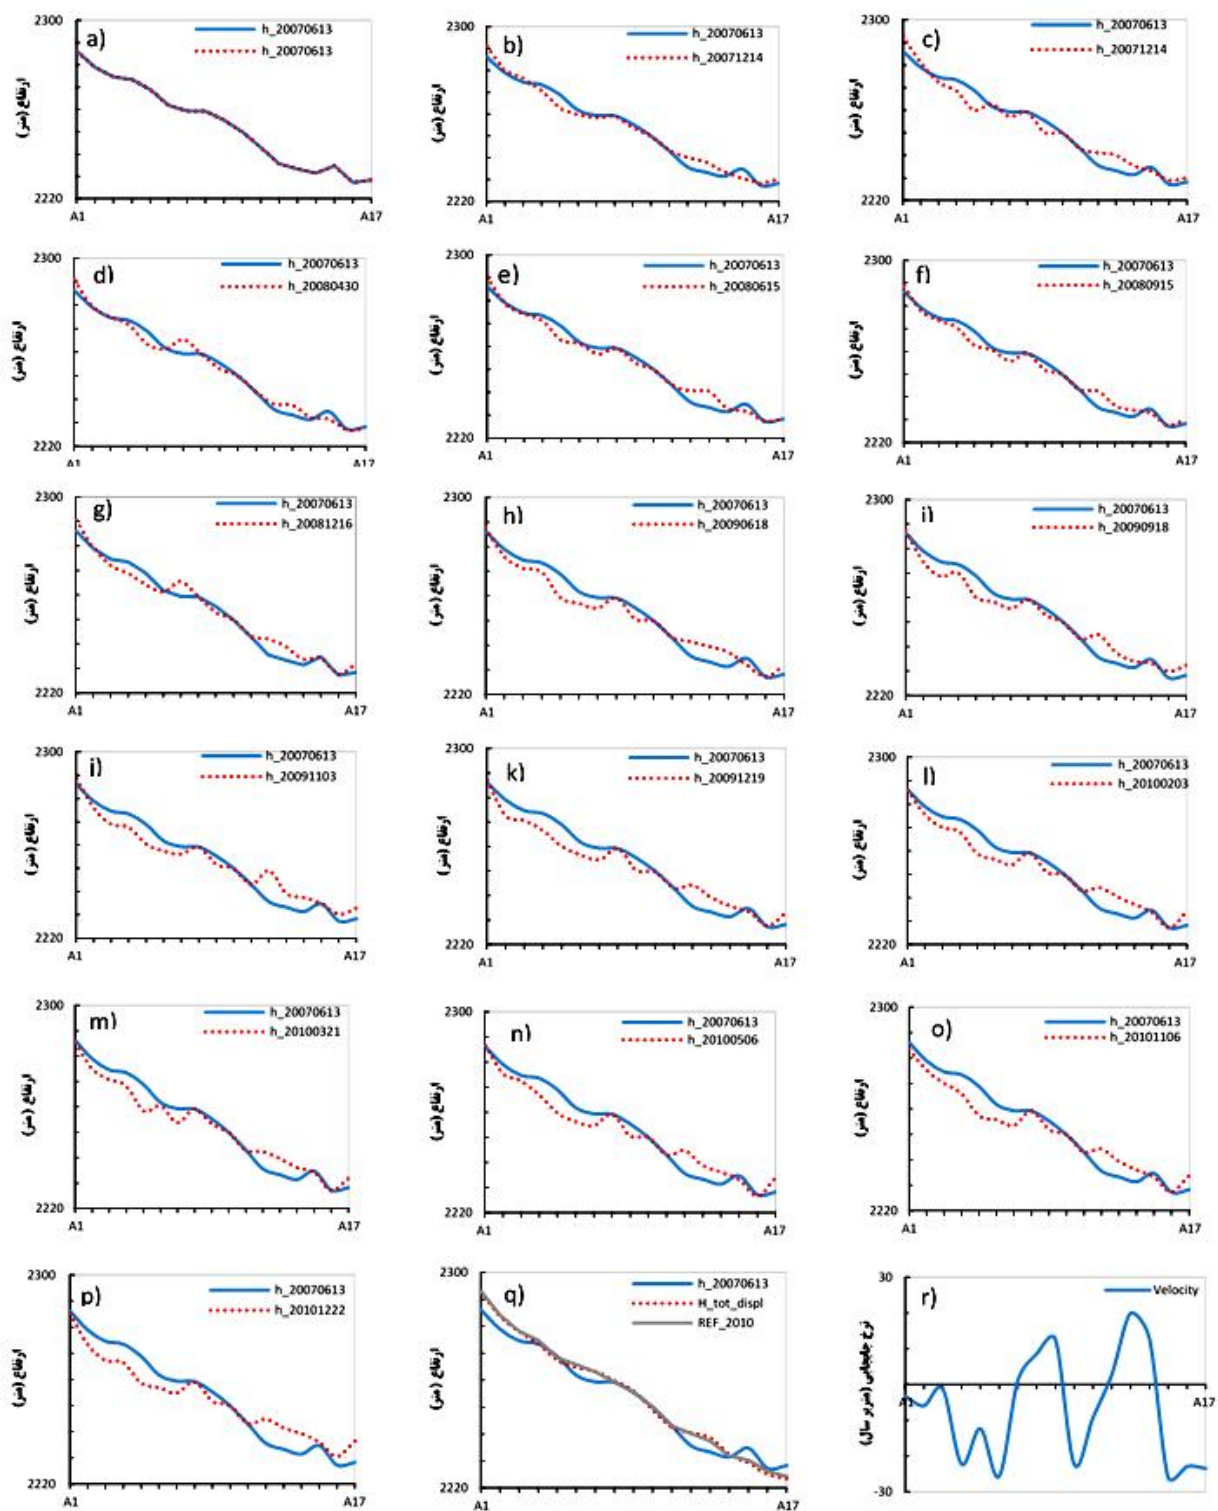 a)
2300
h_20070613
h_20070613
ارتفاع (متر)
2220
A1
A17
b)
2300
h_20070613
h_20071214
ارتفاع (متر)
2220
A1
A17
c)
2300
h_20070613
h_20071214
ارتفاع (متر)
2220
A1
A17
d)
2300
h_20070613
h_20080430
ارتفاع (متر)
2220
A1
A17
e)
2300
h_20070613
h_20080615
ارتفاع (متر)
2220
A1
A17
f)
2300
h_20070613
h_20080915
ارتفاع (متر)
2220
A1
A17
g)
2300
h_20070613
h_20081216
ارتفاع (متر)
2220
A1
A17
h)
2300
h_20070613
h_20090618
ارتفاع (متر)
2220
A1
A17
i)
2300
h_20070613
h_20090918
ارتفاع (متر)
2220
A1
A17
j)
2300
h_20070613
h_20091103
ارتفاع (متر)
2220
A1
A17
k)
2300
h_20070613
h_20091219
ارتفاع (متر)
2220
A1
A17
l)
2300
h_20070613
h_20100203
ارتفاع (متر)
2220
A1
A17
m)
2300
h_20070613
h_20100321
ارتفاع (متر)
2220
A1
A17
n)
2300
h_20070613
h_20100506
ارتفاع (متر)
2220
A1
A17
o)
2300
h_20070613
h_20101106
ارتفاع (متر)
2220
A1
A17
p)
2300
h_20070613
h_20101222
ارتفاع (متر)
2220
A1
A17
q)
2300
h_20070613
H_tot_displ
REF_2010
ارتفاع (متر)
2220
A1
A17
r)
30
Velocity
نرخ جابجایی (متر بر سال)
A1
A17
-30